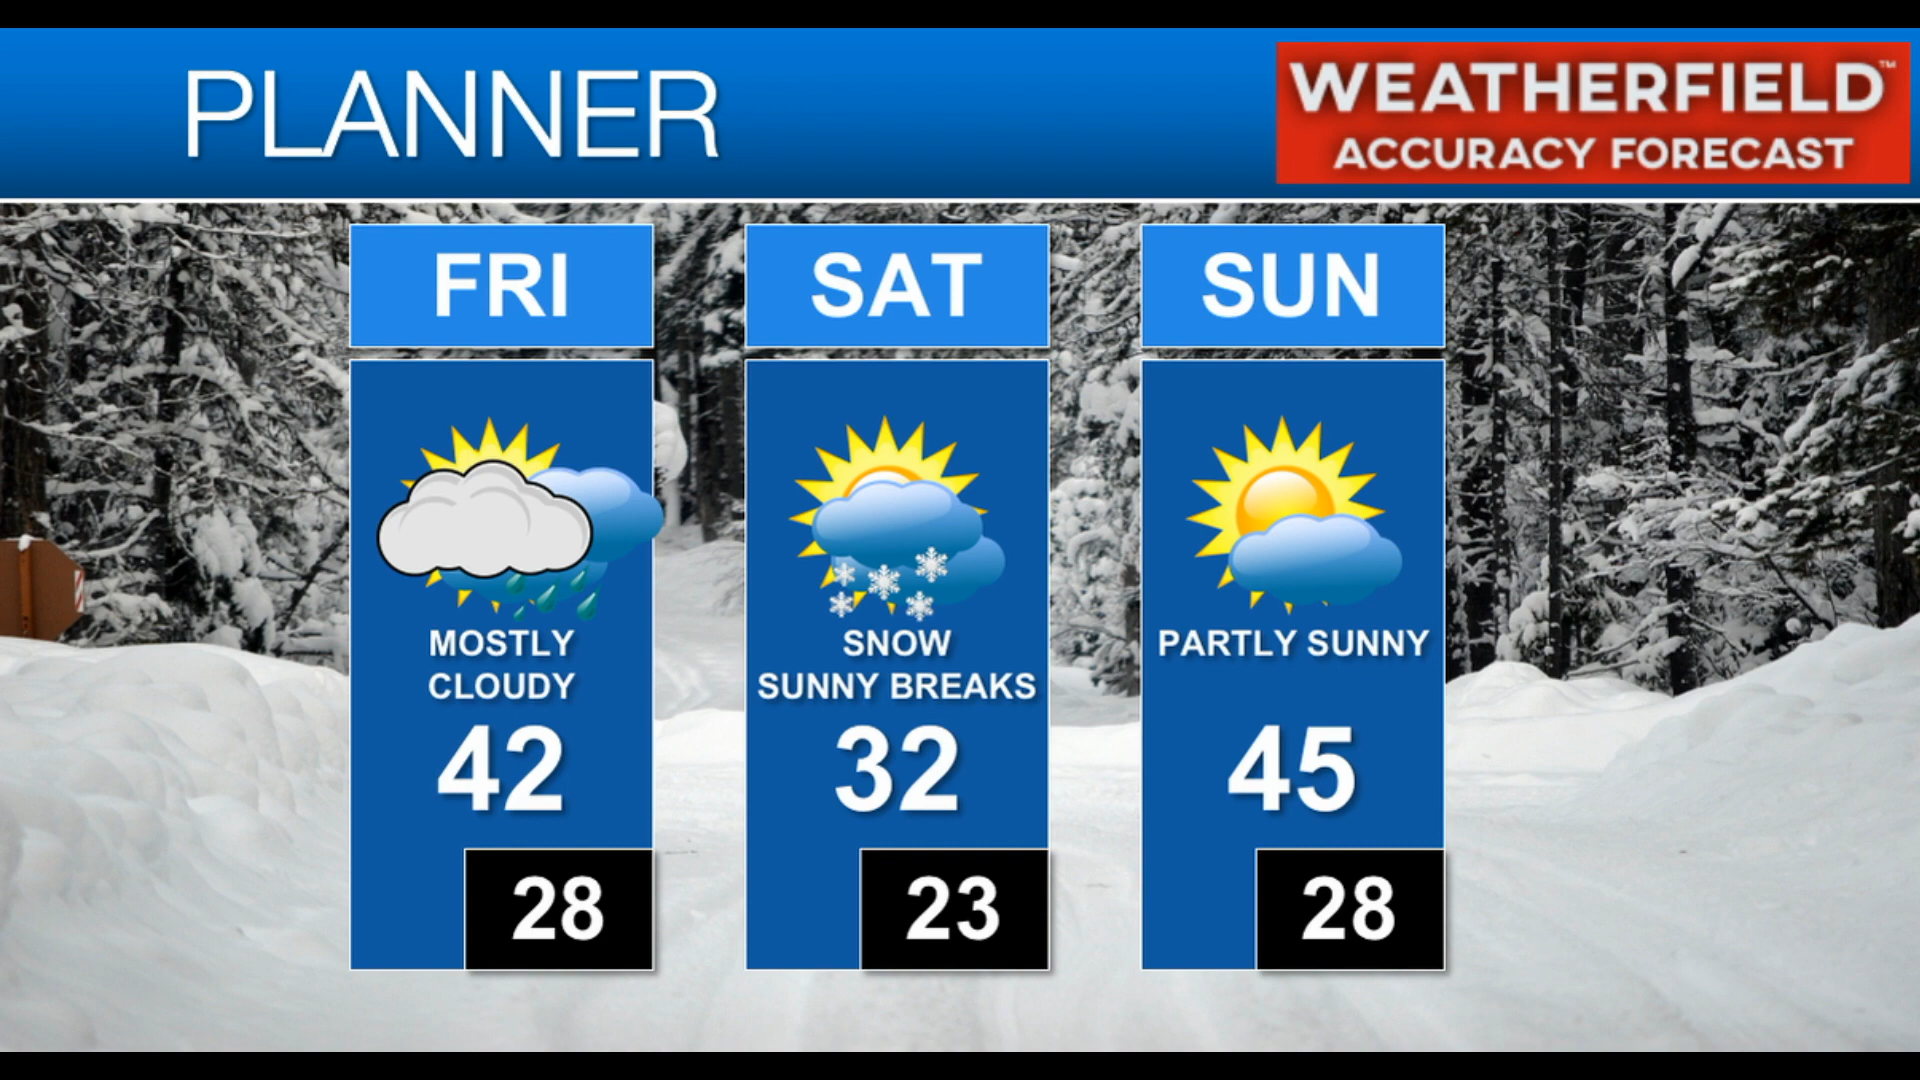 PLANNER
WEATHERFIELD™
ACCURACY FORECAST
FRI
SAT
SUN
MOSTLY
CLOUDY
42
28
SNOW
SUNNY BREAKS
32
23
PARTLY SUNNY
45
28